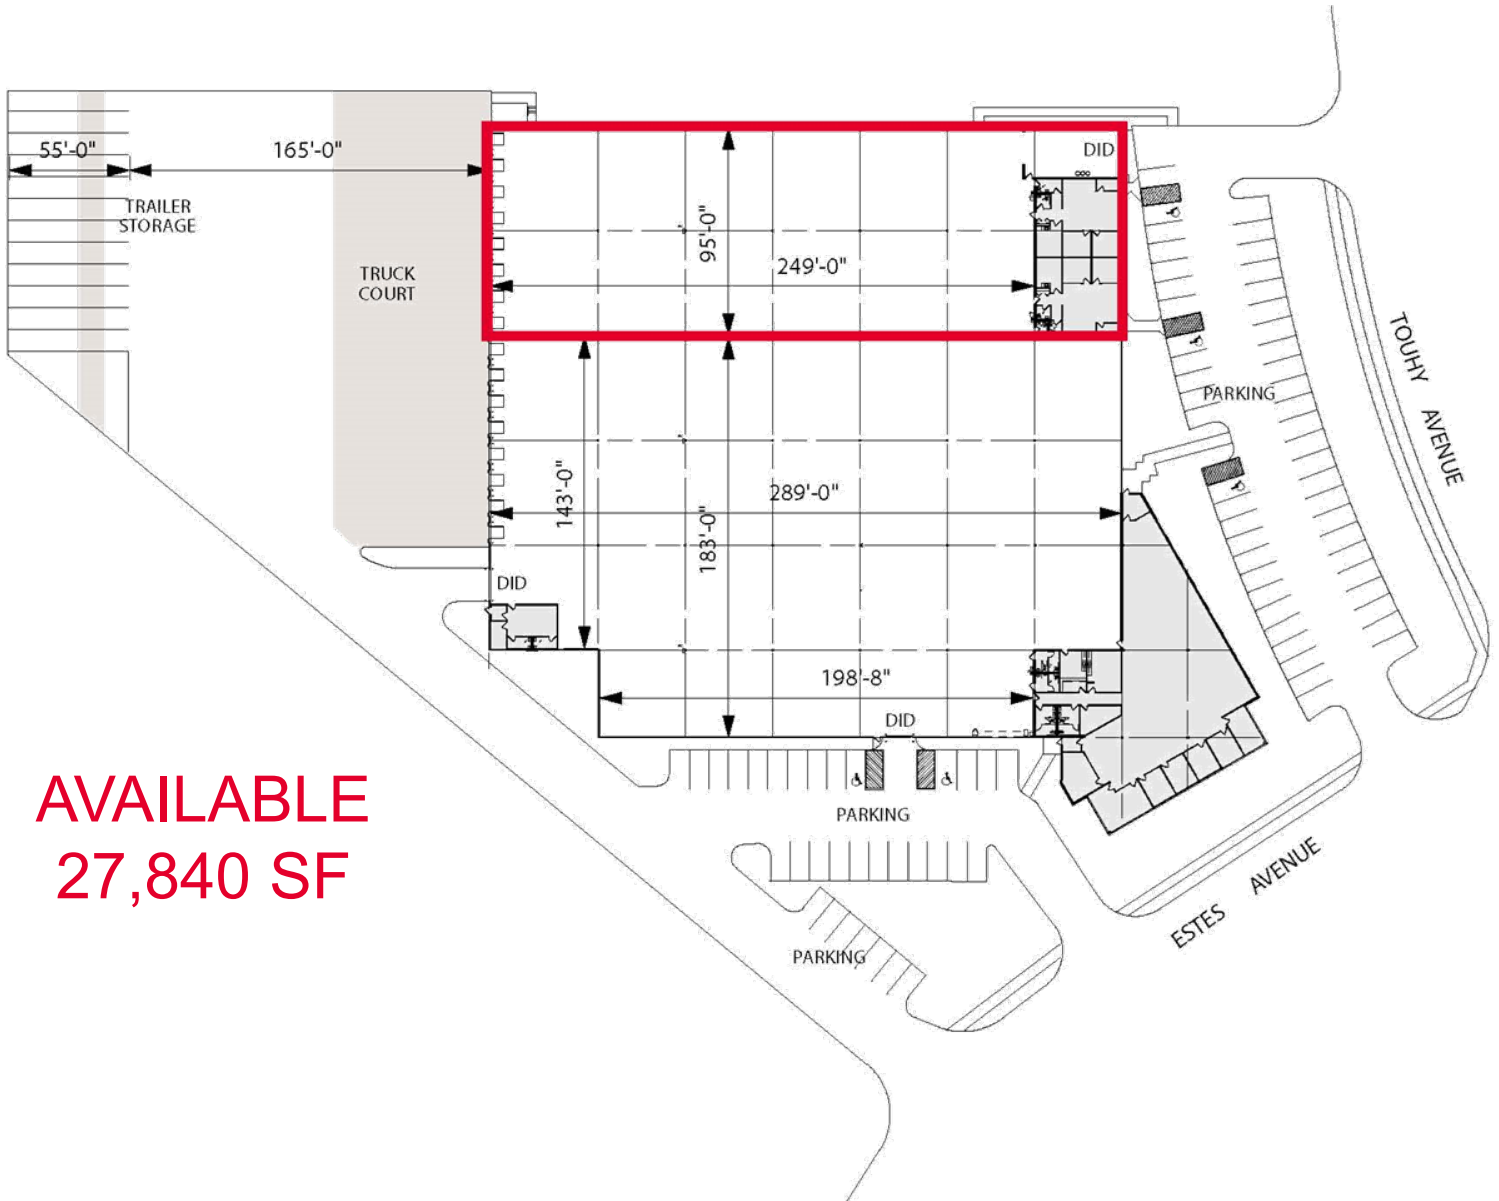 DID
55'-0"
165'-0"
TRAILER
STORAGE
95'-0"
249'-0"
TRUCK
COURT
TOUHY AVENUE
PARKING
143'-0"
289'-0"
183'-0"
DID
198'-8"
DID
AVAILABLE
27,840 SF
PARKING
ESTES AVENUE
PARKING